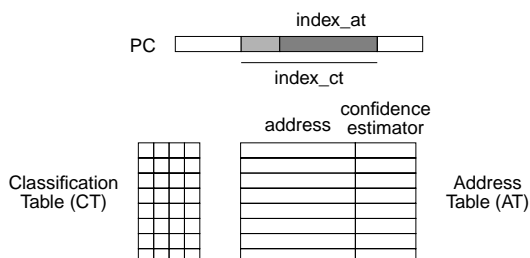 index_at
PC
index_ct
confidence
address estimator
Classification
Table (CT)
Address
Table (AT)